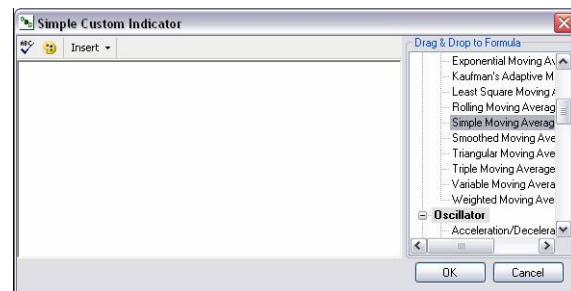 Simple Custom Indicator
ABC
Insert
Drag & Drop to Formula
Exponential Moving Av
Kaufman's Adaptive M
Least Square Moving A
Rolling Moving Averag
Simple Moving Averag
Smoothed Moving Ave
Triangular Moving Ave
Triple Moving Average
Variable Moving Avera
Weighted Moving Ave
Oscillator
Acceleration/Decelera
OK
Cancel